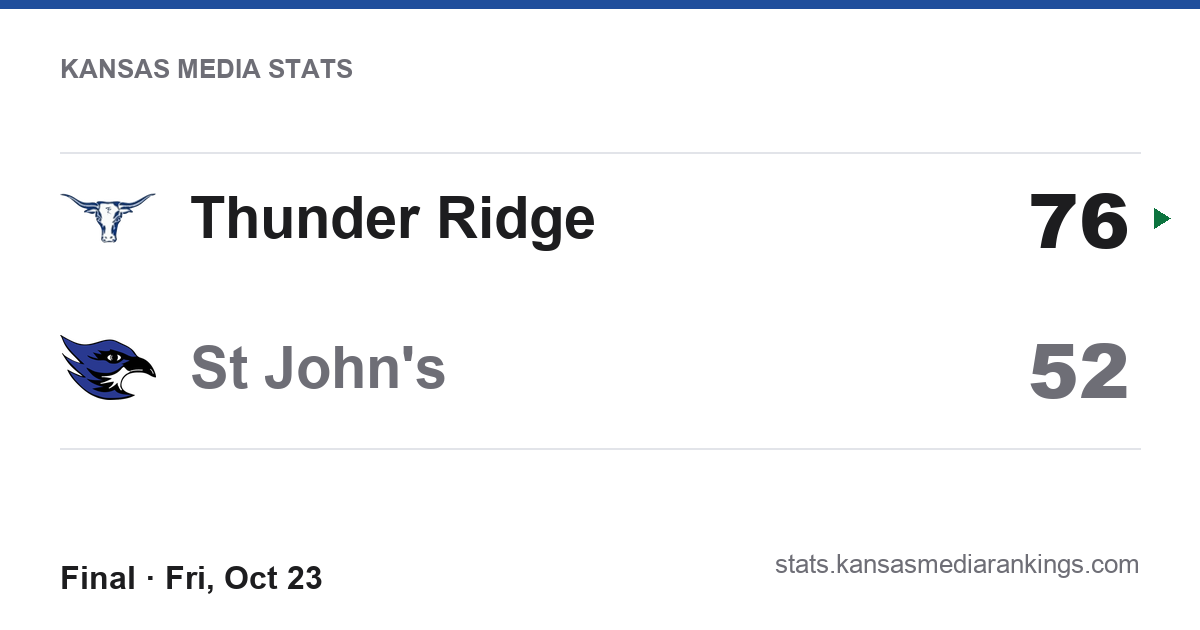 KANSAS MEDIA STATS
Thunder Ridge 76
St John's 52
Final · Fri, Oct 23
stats.kansasmediarankings.com